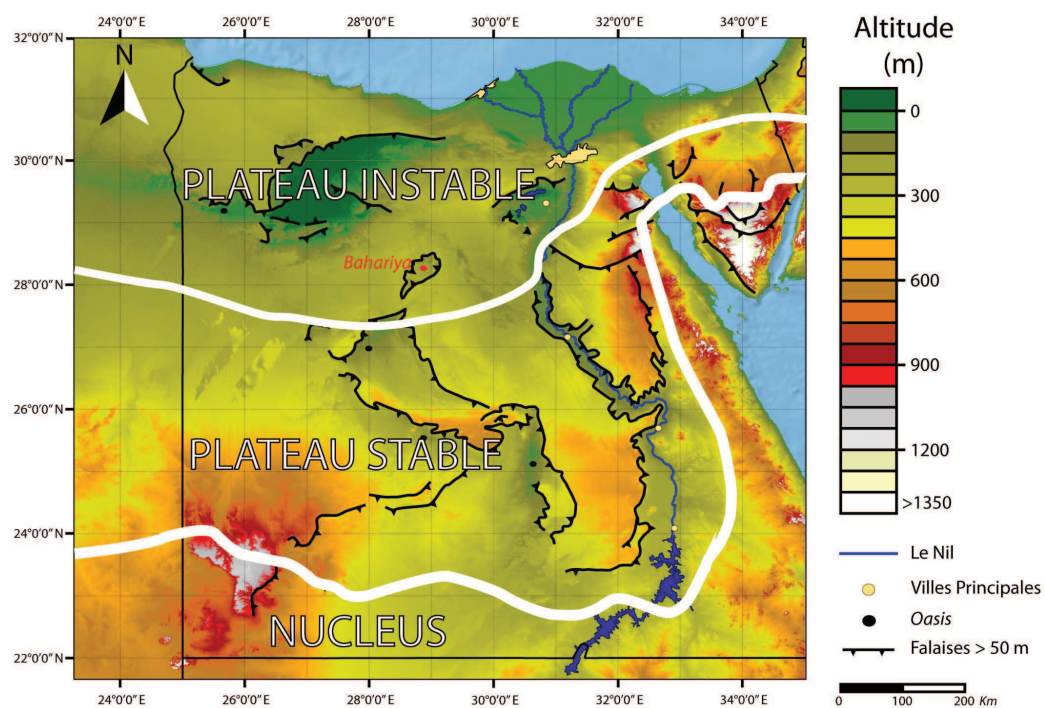 24°0'0"E 26°0'0"E 28°0'0"E 30°0'0"E 32°0'0"E 34°0'0"E
32°0'0"N
N
30°0'0"N
PLATEAU INSTABLE
Bahariya
28°0'0"N
26°0'0"N
PLATEAU STABLE
24°0'0"N
NUCLEUS
22°0'0"N
24°0'0"E 26°0'0"E 28°0'0"E 30°0'0"E 32°0'0"E 34°0'0"E
Altitude
(m)
0
300
600
900
1200
>1350
Le Nil
Villes Principales
Oasis
Falaises > 50 m
0 100 200 Km